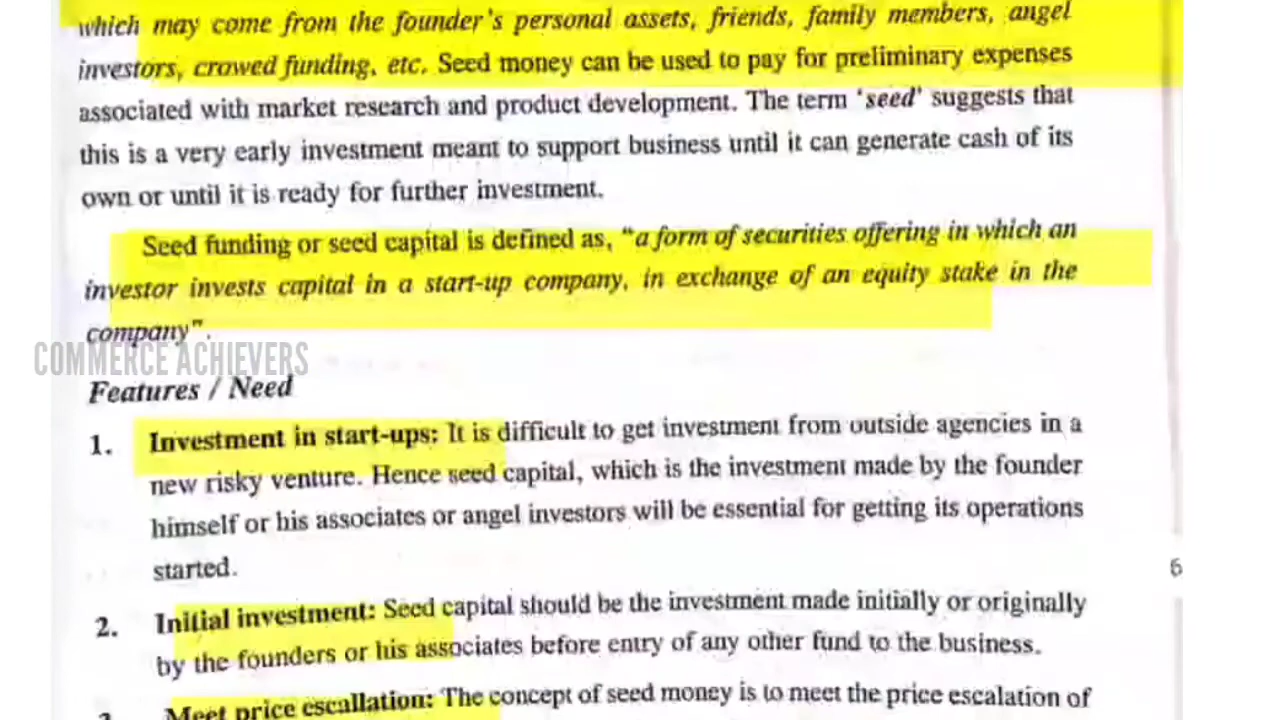 which may come from the founder's personal assets, friends, family members, angel
investors, crowed funding, etc. Seed money can be used to pay for preliminary expenses
associated with market research and product development. The term 'seed' suggests that
this is a very early investment meant to support business until it can generate cash of its
own or until it is ready for further investment.
Seed funding or seed capital is defined as, "a form of securities offering in which an
investor invests capital in a start-up company, in exchange of an equity stake in the
company".
COMMERCE ACHIEVERS
Features / Need
1. Investment in start-ups: It is difficult to get investment from outside agencies in a
new risky venture. Hence seed capital, which is the investment made by the founder
himself or his associates or angel investors will be essential for getting its operations
started.
6
2. Initial investment: Seed capital should be the investment made initially or originally
by the founders or his associates before entry of any other fund to the business.
3. Meet price escallation: The concept of seed money is to meet the price escalation of